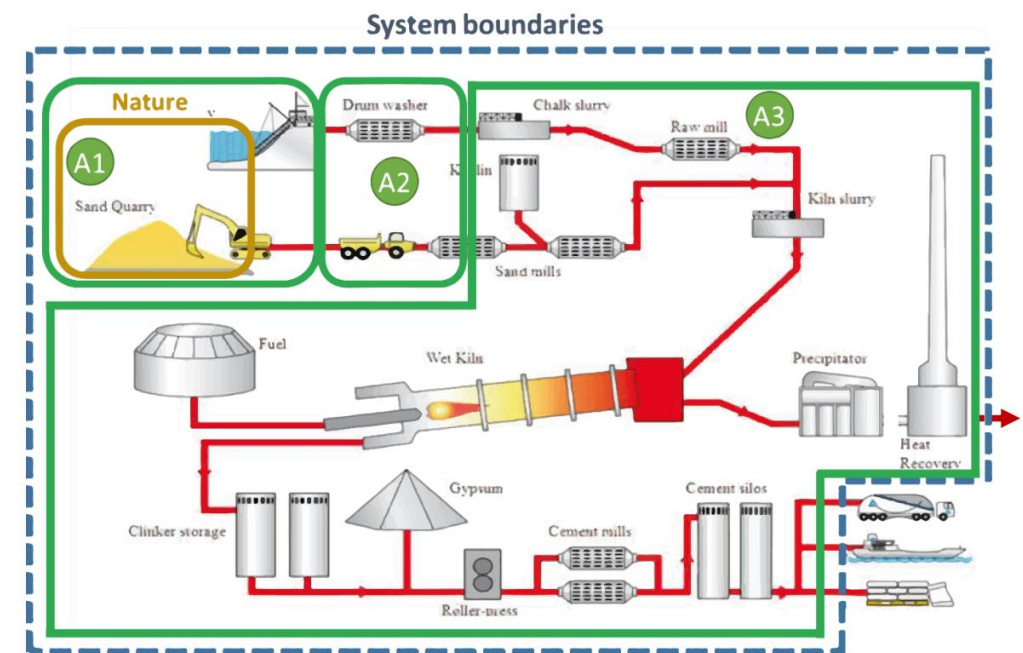 System boundaries
Nature
Drum washer
Chalk slurry
A3
Raw mill
A1
A2
Sand Quarry
Kiln slurry
Sand mills
Fuel
Wet Kiln
Precipitator
Heat
Recovery
Gypsum
Cement silos
Clinker storage
Cement mills
Roller-press